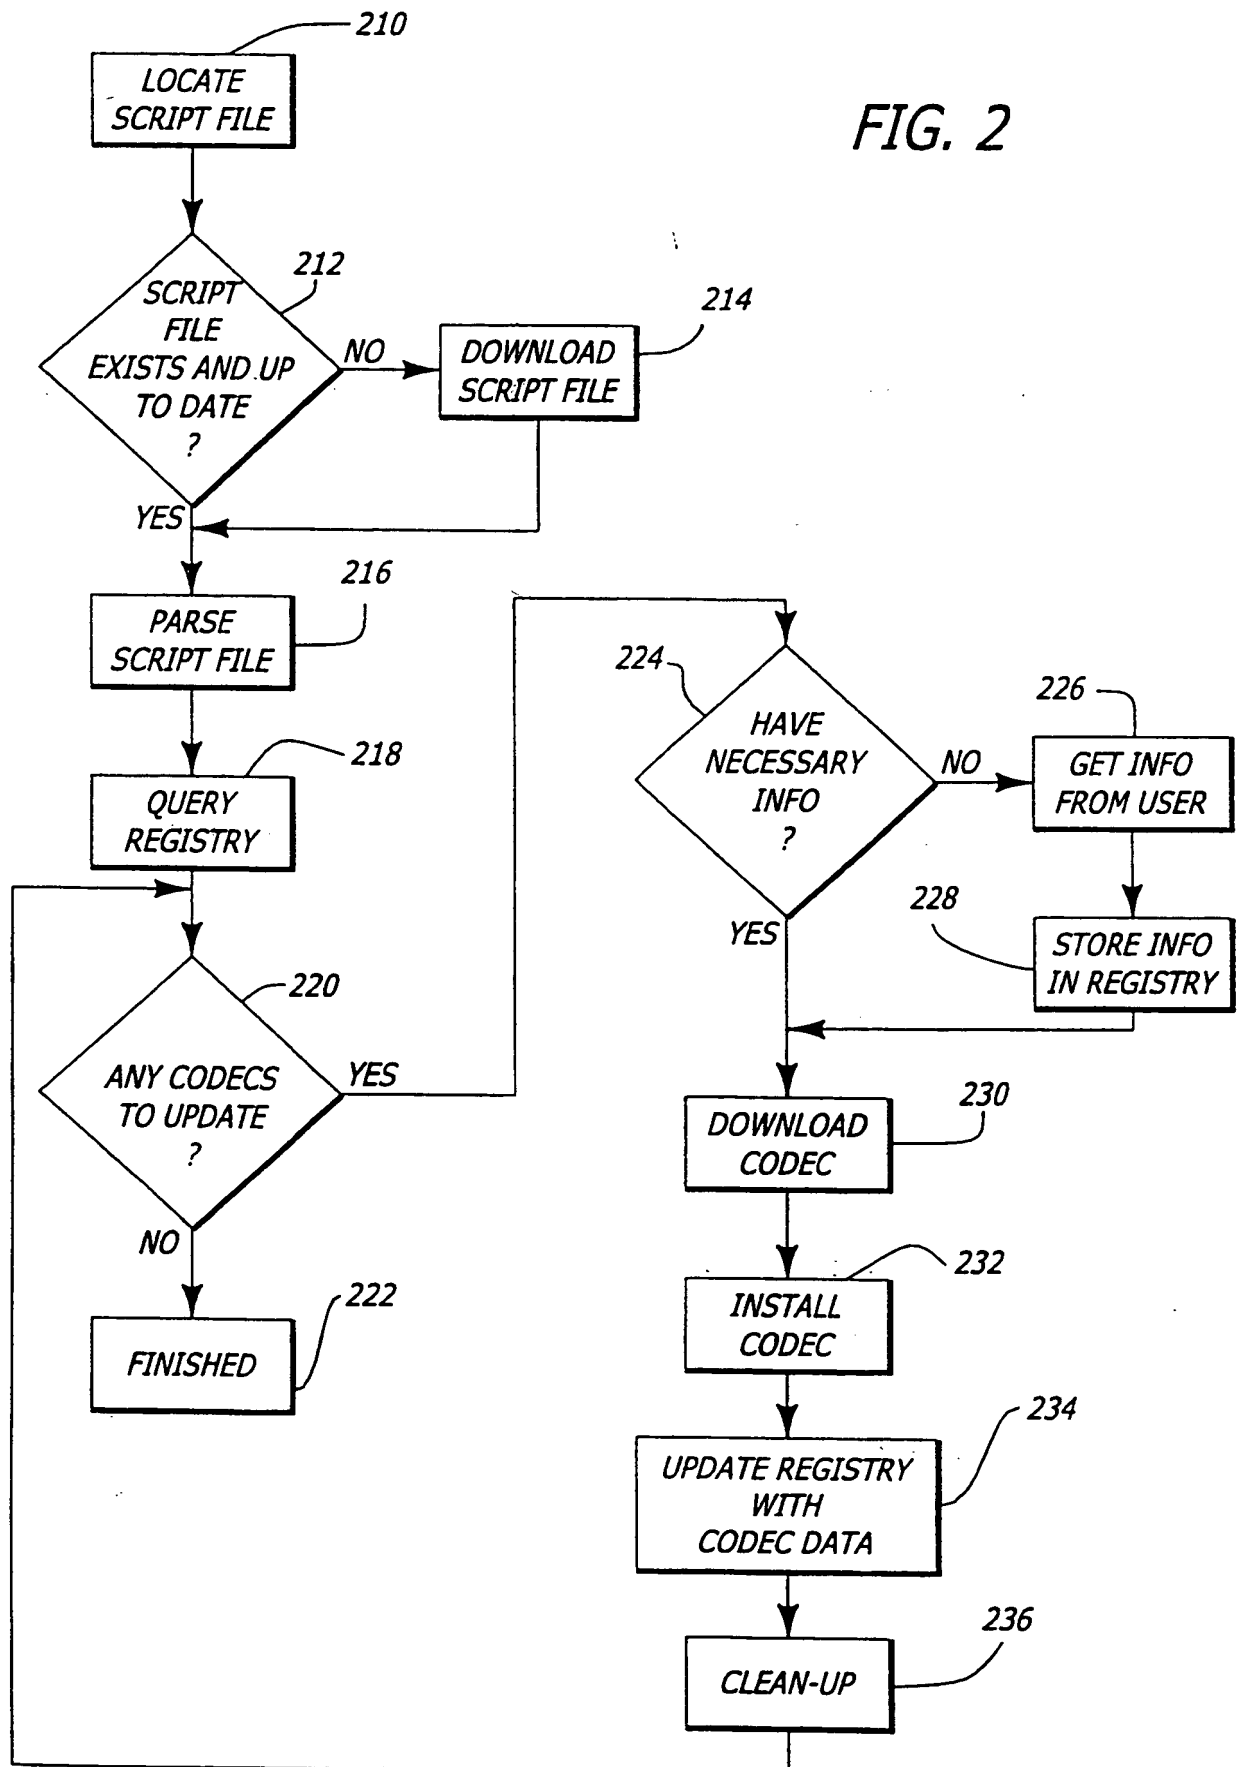 210
LOCATE
SCRIPT FILE
FIG. 2
212
SCRIPT
FILE
EXISTS AND UP
TO DATE
?
NO
214
DOWNLOAD
SCRIPT FILE
YES
216
PARSE
SCRIPT FILE
218
QUERY
REGISTRY
220
ANY CODECS
TO UPDATE
?
YES
NO
222
FINISHED
224
HAVE
NECESSARY
INFO
?
NO
226
GET INFO
FROM USER
228
STORE INFO
IN REGISTRY
YES
230
DOWNLOAD
CODEC
232
INSTALL
CODEC
234
UPDATE REGISTRY
WITH
CODEC DATA
236
CLEAN-UP